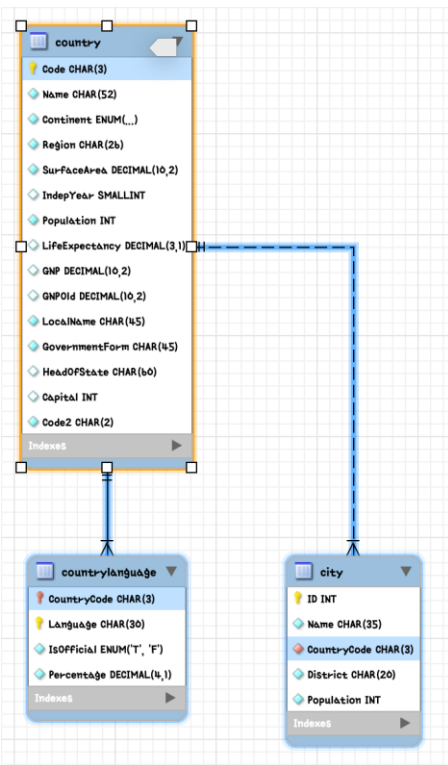 country
Code CHAR(3)
Name CHAR(52)
Continent ENUM(...)
Region CHAR(26)
SurfaceArea DECIMAL(10,2)
IndepYear SMALLINT
Population INT
LifeExpectancy DECIMAL(3,1)
GNP DECIMAL(10,2)
GNPOld DECIMAL(10,2)
LocalName CHAR(45)
GovernmentForm CHAR(45)
HeadOfState CHAR(60)
Capital INT
Code2 CHAR(2)
Indexes
countrylanguage
CountryCode CHAR(3)
Language CHAR(30)
IsOfficial ENUM('T', 'F')
Percentage DECIMAL(4,1)
Indexes
city
ID INT
Name CHAR(35)
CountryCode CHAR(3)
District CHAR(20)
Population INT
Indexes